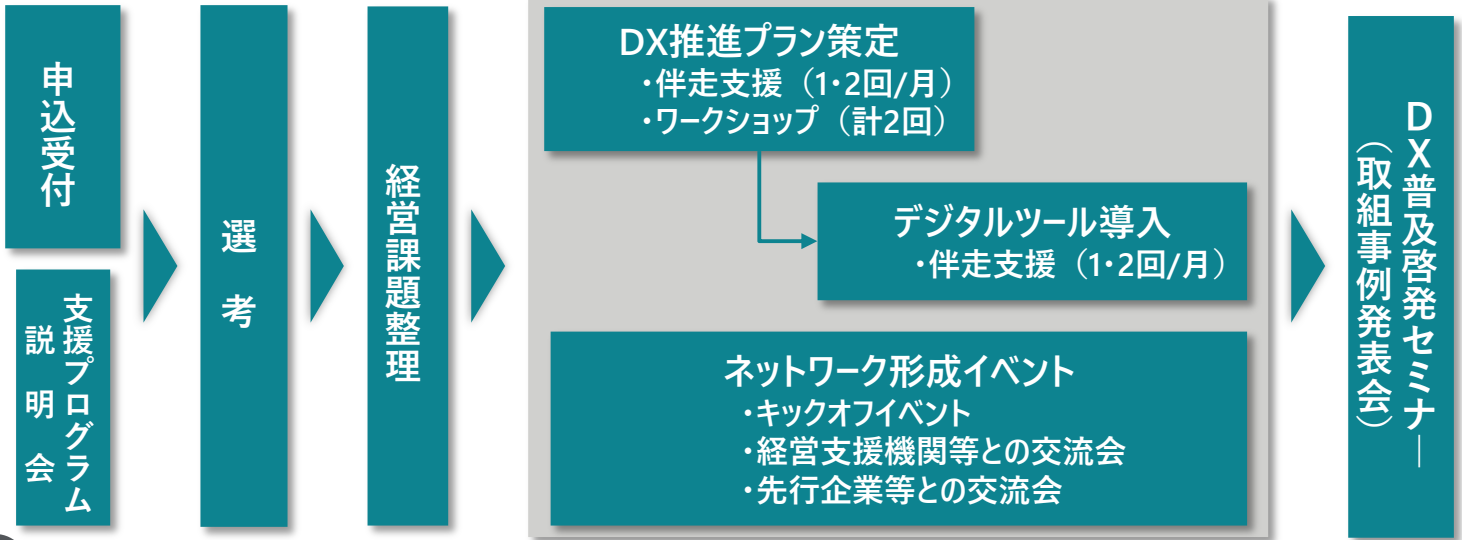 申込受付
支援プログラム
説明会
選考
経営課題整理
DX推進プラン策定
・伴走支援（1・2回/月）
・ワークショップ（計2回）
デジタルツール導入
・伴走支援（1・2回/月）
ネットワーク形成イベント
・キックオフイベント
・経営支援機関等との交流会
・先行企業等との交流会
DX普及啓発セミナー
（取組事例発表会）